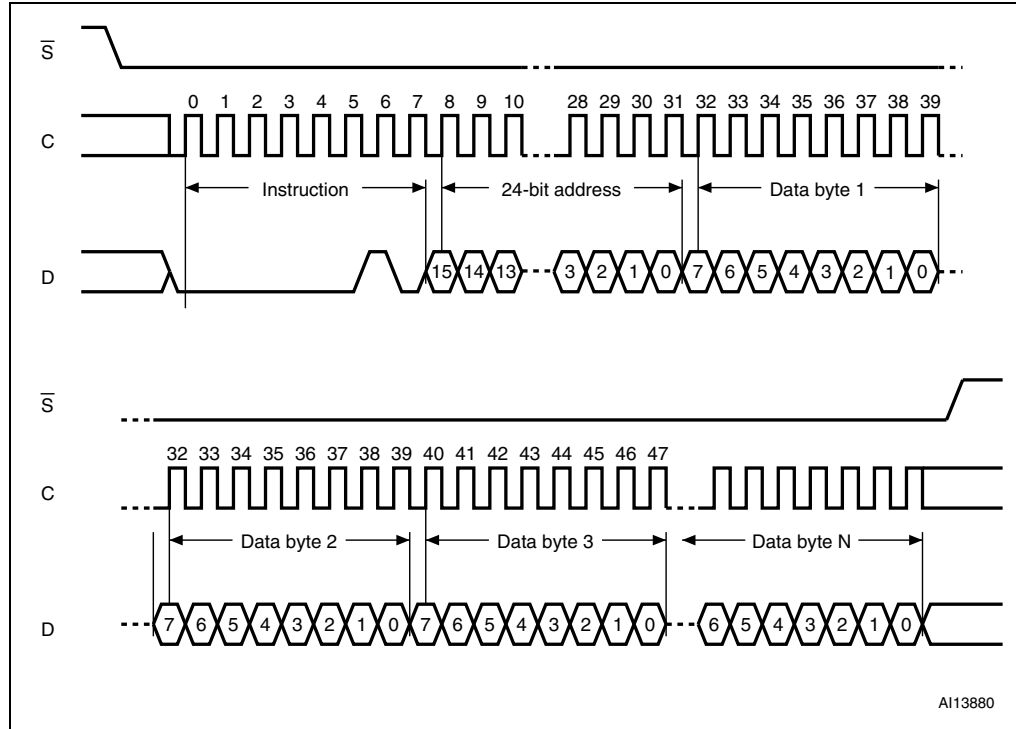 S̅
0 1 2 3 4 5 6 7 8 9 10 28 29 30 31 32 33 34 35 36 37 38 39
C
Instruction 24-bit address Data byte 1
D 15 14 13 3 2 1 0 7 6 5 4 3 2 1 0
S̅
32 33 34 35 36 37 38 39 40 41 42 43 44 45 46 47
C
Data byte 2 Data byte 3 Data byte N
D 7 6 5 4 3 2 1 0 7 6 5 4 3 2 1 0 6 5 4 3 2 1 0
AI13880